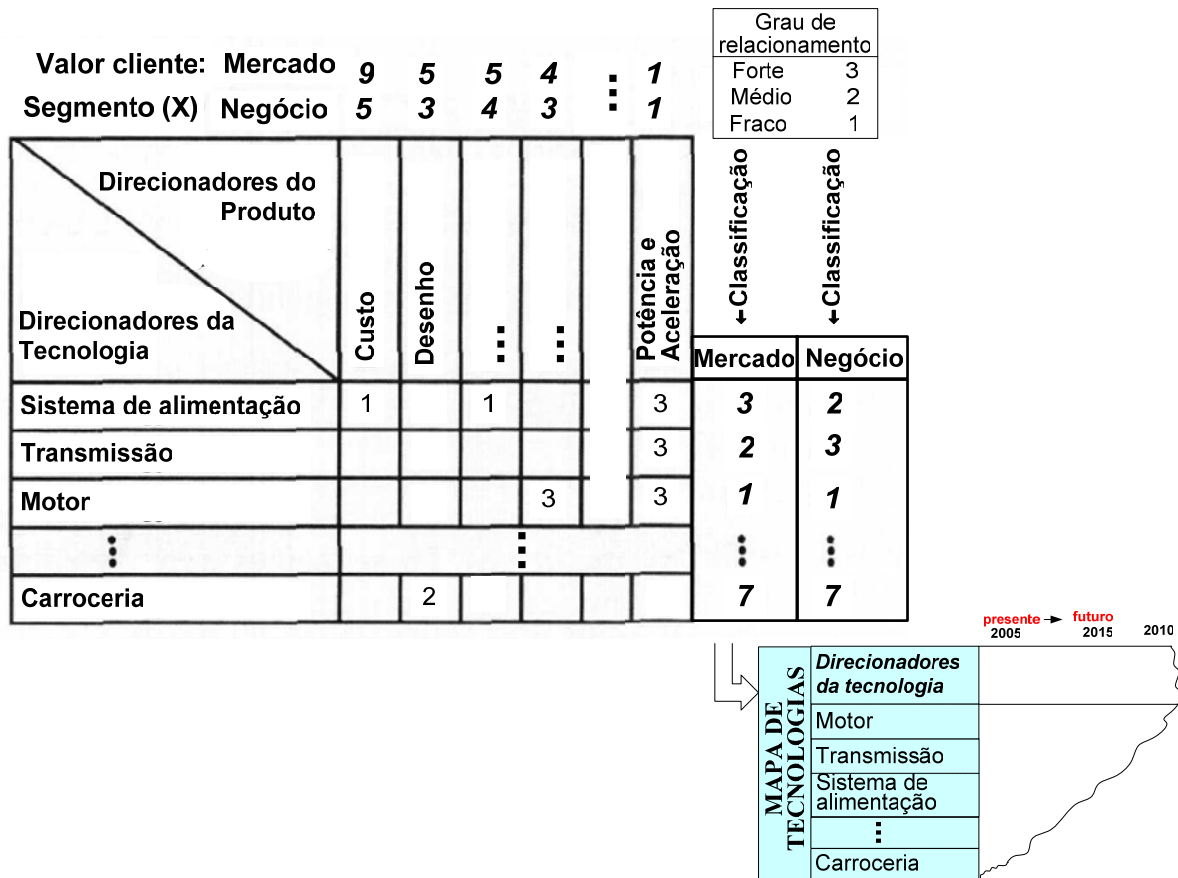 Grau de
relacionamento
Forte 3
Médio 2
Fraco 1
Valor cliente: Mercado 9 5 5 4 1
Segmento (X) Negócio 5 3 4 3 1
Direcionadores do
Produto
Direcionadores da
Tecnologia
Custo
Desenho
Potência e
Aceleração
Classificação
Classificação
Mercado Negócio
Sistema de alimentação 1 1 3 3 2
Transmissão 3 2 3
Motor 3 3 1 1
Carroceria 2 7 7
presente → futuro
2005 2015 2010
MAPA DE
TECNOLOGIAS
Direcionadores
da tecnologia
Motor
Transmissão
Sistema de
alimentação
Carroceria